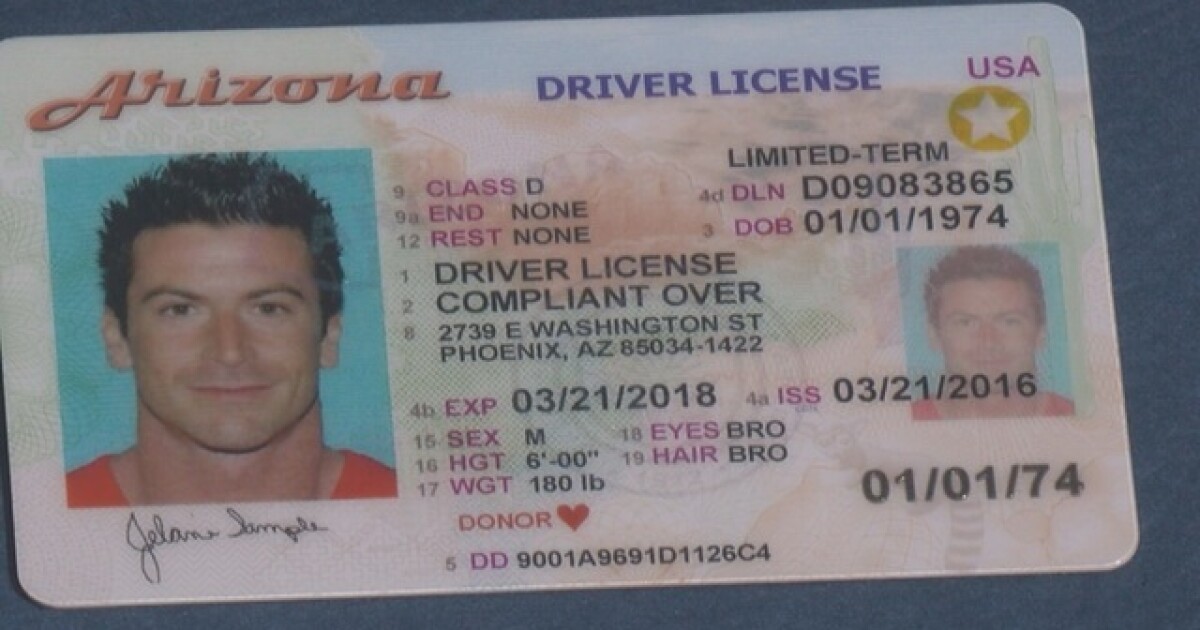 Arizona
DRIVER LICENSE
USA
LIMITED-TERM
9 CLASS D
4d DLN D09083865
9a END NONE
3 DOB 01/01/1974
12 REST NONE
1 DRIVER LICENSE
2 COMPLIANT OVER
8 2739 E WASHINGTON ST
PHOENIX, AZ 85034-1422
4b EXP 03/21/2018 4a ISS 03/21/2016
15 SEX M 18 EYES BRO
16 HGT 6'-00" 19 HAIR BRO
17 WGT 180 lb
01/01/74
DONOR
Jelani Sample
5 DD 9001A9691D1126C4